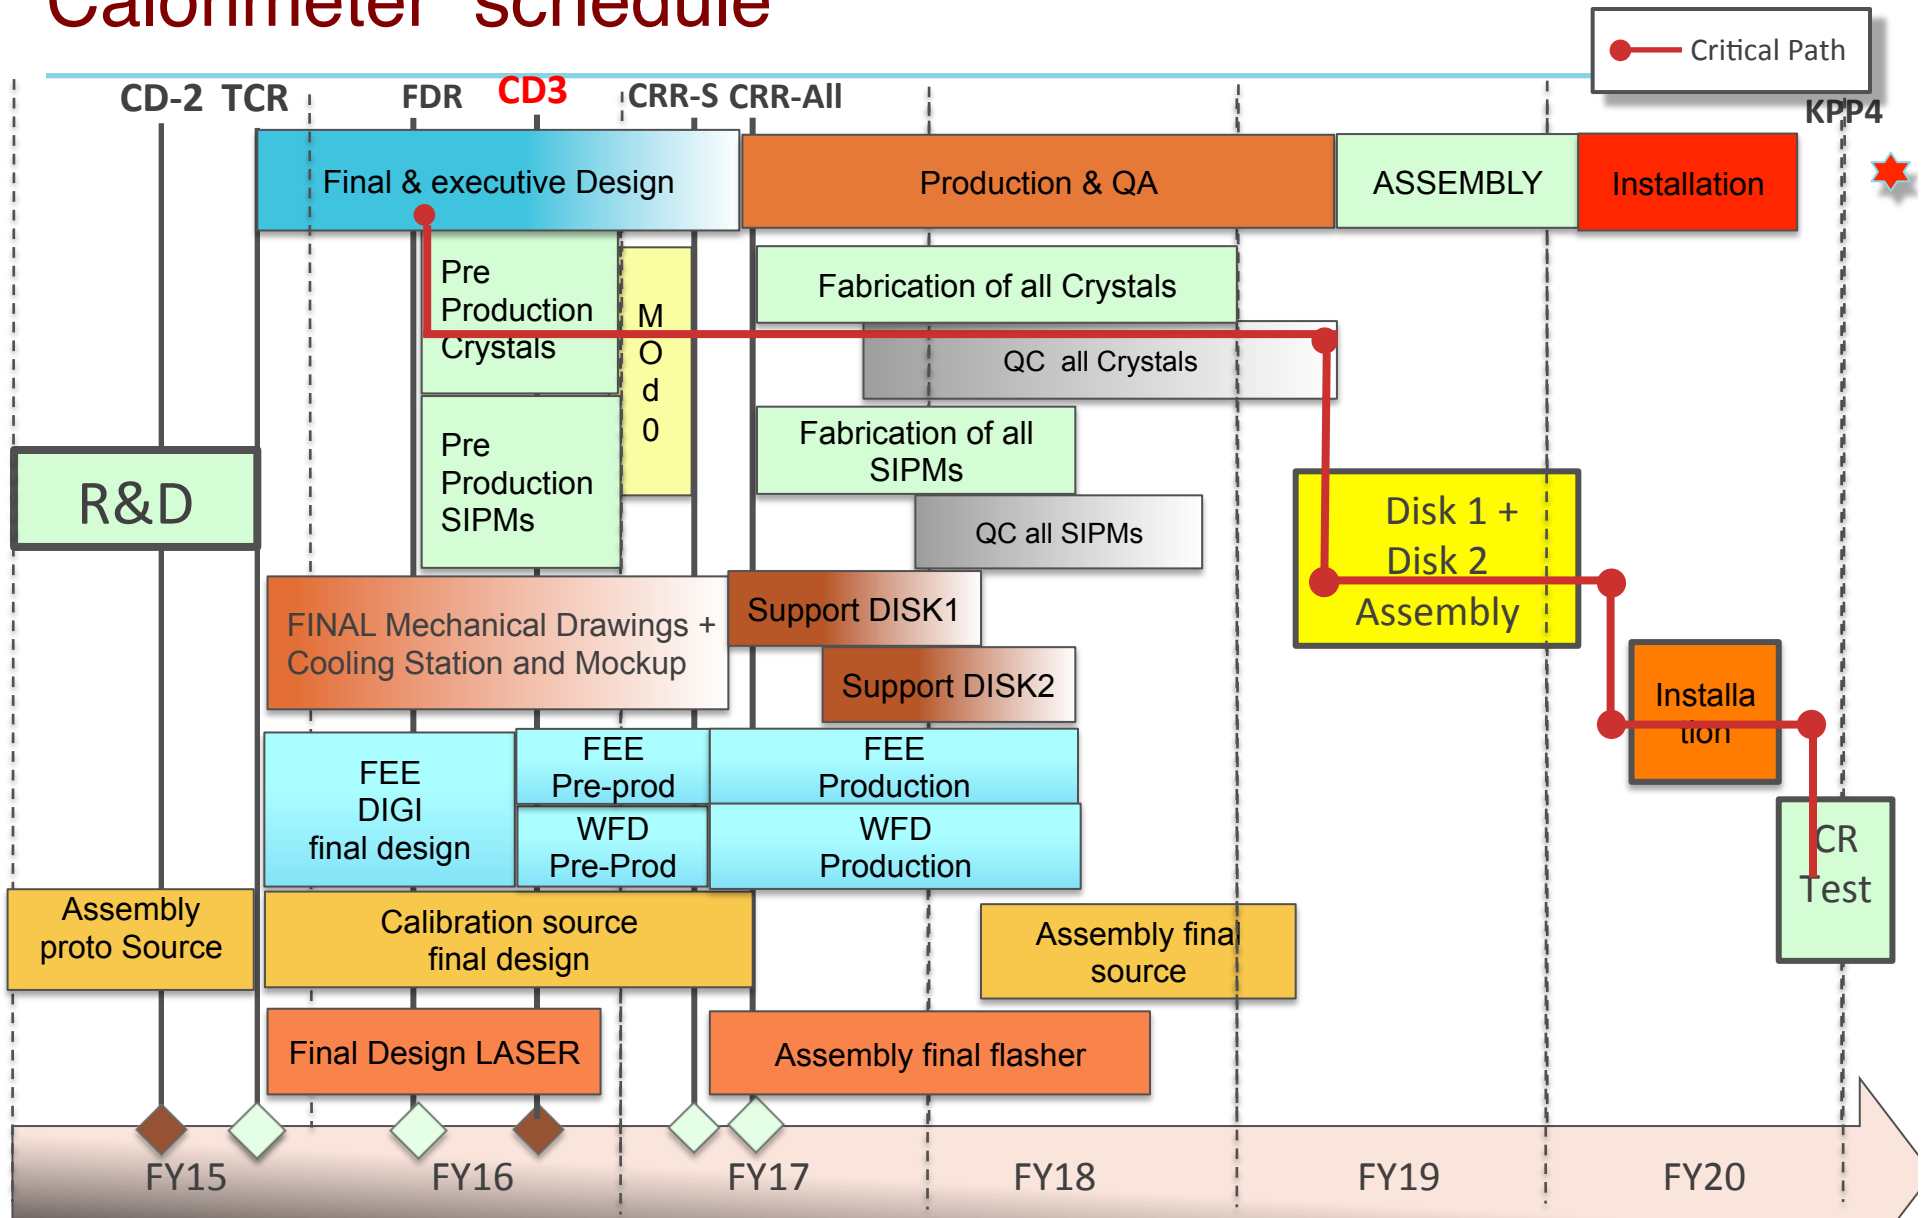 Calorimeter schedule
Critical Path
CD-2 TCR
FDR
CD3
CRR-S CRR-All
KPP4
Final & executive Design
Production & QA
ASSEMBLY
Installation
Pre
Production
Crystals
M
O
d
0
Fabrication of all Crystals
QC all Crystals
Pre
Production
SIPMs
Fabrication of all
SIPMs
QC all SIPMs
R&D
Disk 1 +
Disk 2
Assembly
FINAL Mechanical Drawings +
Cooling Station and Mockup
Support DISK1
Support DISK2
Installa
tion
FEE
DIGI
final design
FEE
Pre-prod
FEE
Production
WFD
Pre-Prod
WFD
Production
CR
Test
Assembly
proto Source
Calibration source
final design
Assembly final
source
Final Design LASER
Assembly final flasher
FY15
FY16
FY17
FY18
FY19
FY20